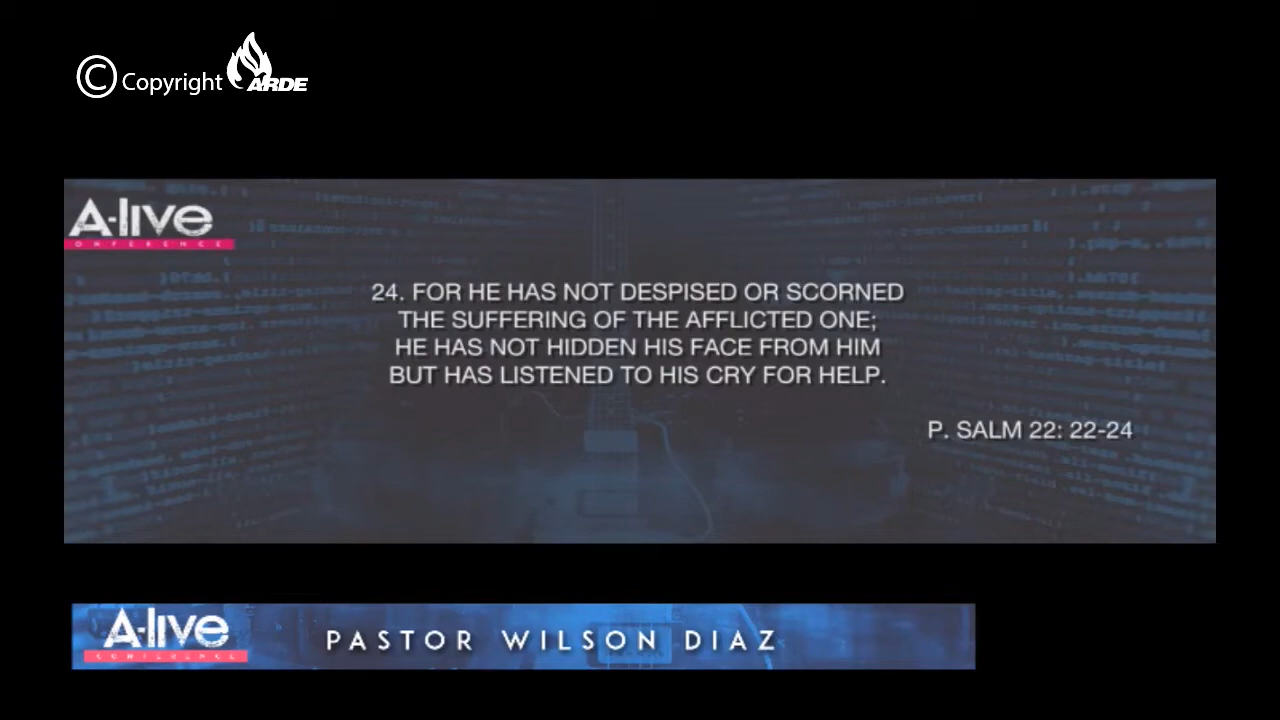 © Copyright ARDE
A-live
CONFERENCE
24. FOR HE HAS NOT DESPISED OR SCORNED
THE SUFFERING OF THE AFFLICTED ONE;
HE HAS NOT HIDDEN HIS FACE FROM HIM
BUT HAS LISTENED TO HIS CRY FOR HELP.
P. SALM 22: 22-24
A-live
CONFERENCE
PASTOR WILSON DIAZ